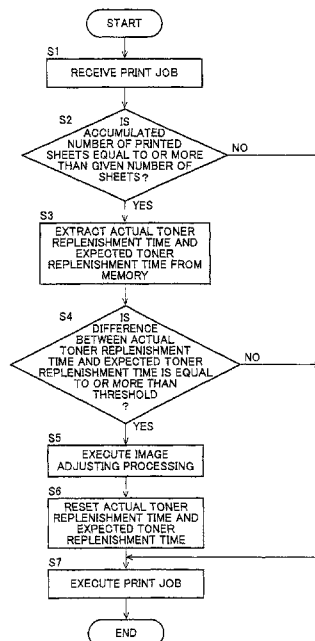 START
S1
RECEIVE PRINT JOB
S2
IS
ACCUMULATED
NUMBER OF PRINTED
SHEETS EQUAL TO OR MORE
THAN GIVEN NUMBER OF
SHEETS?
NO
YES
S3
EXTRACT ACTUAL TONER
REPLENISHMENT TIME AND
EXPECTED TONER
REPLENISHMENT TIME FROM
MEMORY
S4
IS
DIFFERENCE
BETWEEN ACTUAL
TONER REPLENISHMENT
TIME AND EXPECTED TONER
REPLENISHMENT TIME IS EQUAL
TO OR MORE THAN
THRESHOLD
?
NO
YES
S5
EXECUTE IMAGE
ADJUSTING PROCESSING
S6
RESET ACTUAL TONER
REPLENISHMENT TIME AND
EXPECTED TONER
REPLENISHMENT TIME
S7
EXECUTE PRINT JOB
END